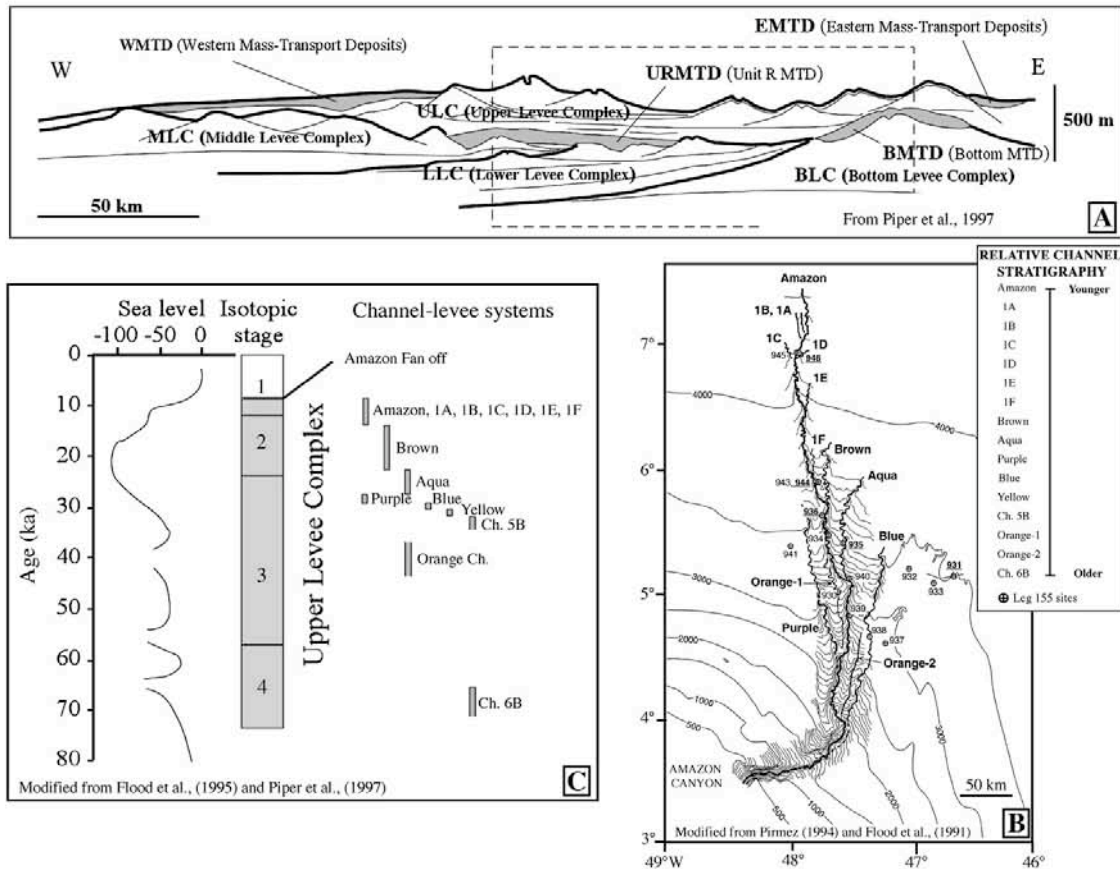 EMTD (Eastern Mass-Transport Deposits)
WMTD (Western Mass-Transport Deposits)
W
E
URMTD (Unit R MTD)
ULC (Upper Levee Complex)
500 m
MLC (Middle Levee Complex)
BMTD (Bottom MTD)
LLC (Lower Levee Complex)
BLC (Bottom Levee Complex)
50 km
From Piper et al., 1997
A
Sea level
-100 -50 0
Isotopic
stage
Channel-levee systems
0
10
20
30
40
50
60
70
80
Age (ka)
1
2
3
4
Upper Levee Complex
Amazon Fan off
Amazon, 1A, 1B, 1C, 1D, 1E, 1F
Brown
Aqua
Purple
Blue
Yellow
Ch. 5B
Orange Ch.
Ch. 6B
Modified from Flood et al., (1995) and Piper et al., (1997)
C
RELATIVE CHANNEL
STRATIGRAPHY
Amazon
Younger
1A
1B
1C
1D
1E
1F
Brown
Aqua
Purple
Blue
Yellow
Ch. 5B
Orange-1
Orange-2
Ch. 6B
Older
Leg 155 sites
Amazon
1B, 1A
1C
1D
945
946
1E
4000
4000
1F
Brown
Aqua
943
944
936
934
941
935
Blue
931
932
933
3000
Orange-1
930
940
939
938
937
Purple
Orange-2
2000
1000
500
3000
2000
1000
500
AMAZON
CANYON
50 km
Modified from Pirmez (1994) and Flood et al., (1991)
B
7°
6°
5°
4°
3°
49°W
48°
47°
46°